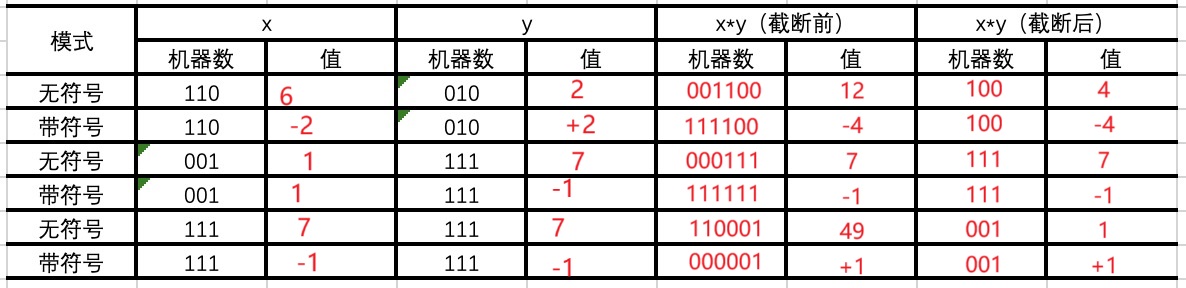 模式 x y x*y（截断前） x*y（截断后）
机器数 值 机器数 值 机器数 值 机器数 值
无符号 110 6 010 2 001100 12 100 4
带符号 110 -2 010 +2 111100 -4 100 -4
无符号 001 1 111 7 000111 7 111 7
带符号 001 1 111 -1 111111 -1 111 -1
无符号 111 7 111 7 110001 49 001 1
带符号 111 -1 111 -1 000001 +1 001 +1